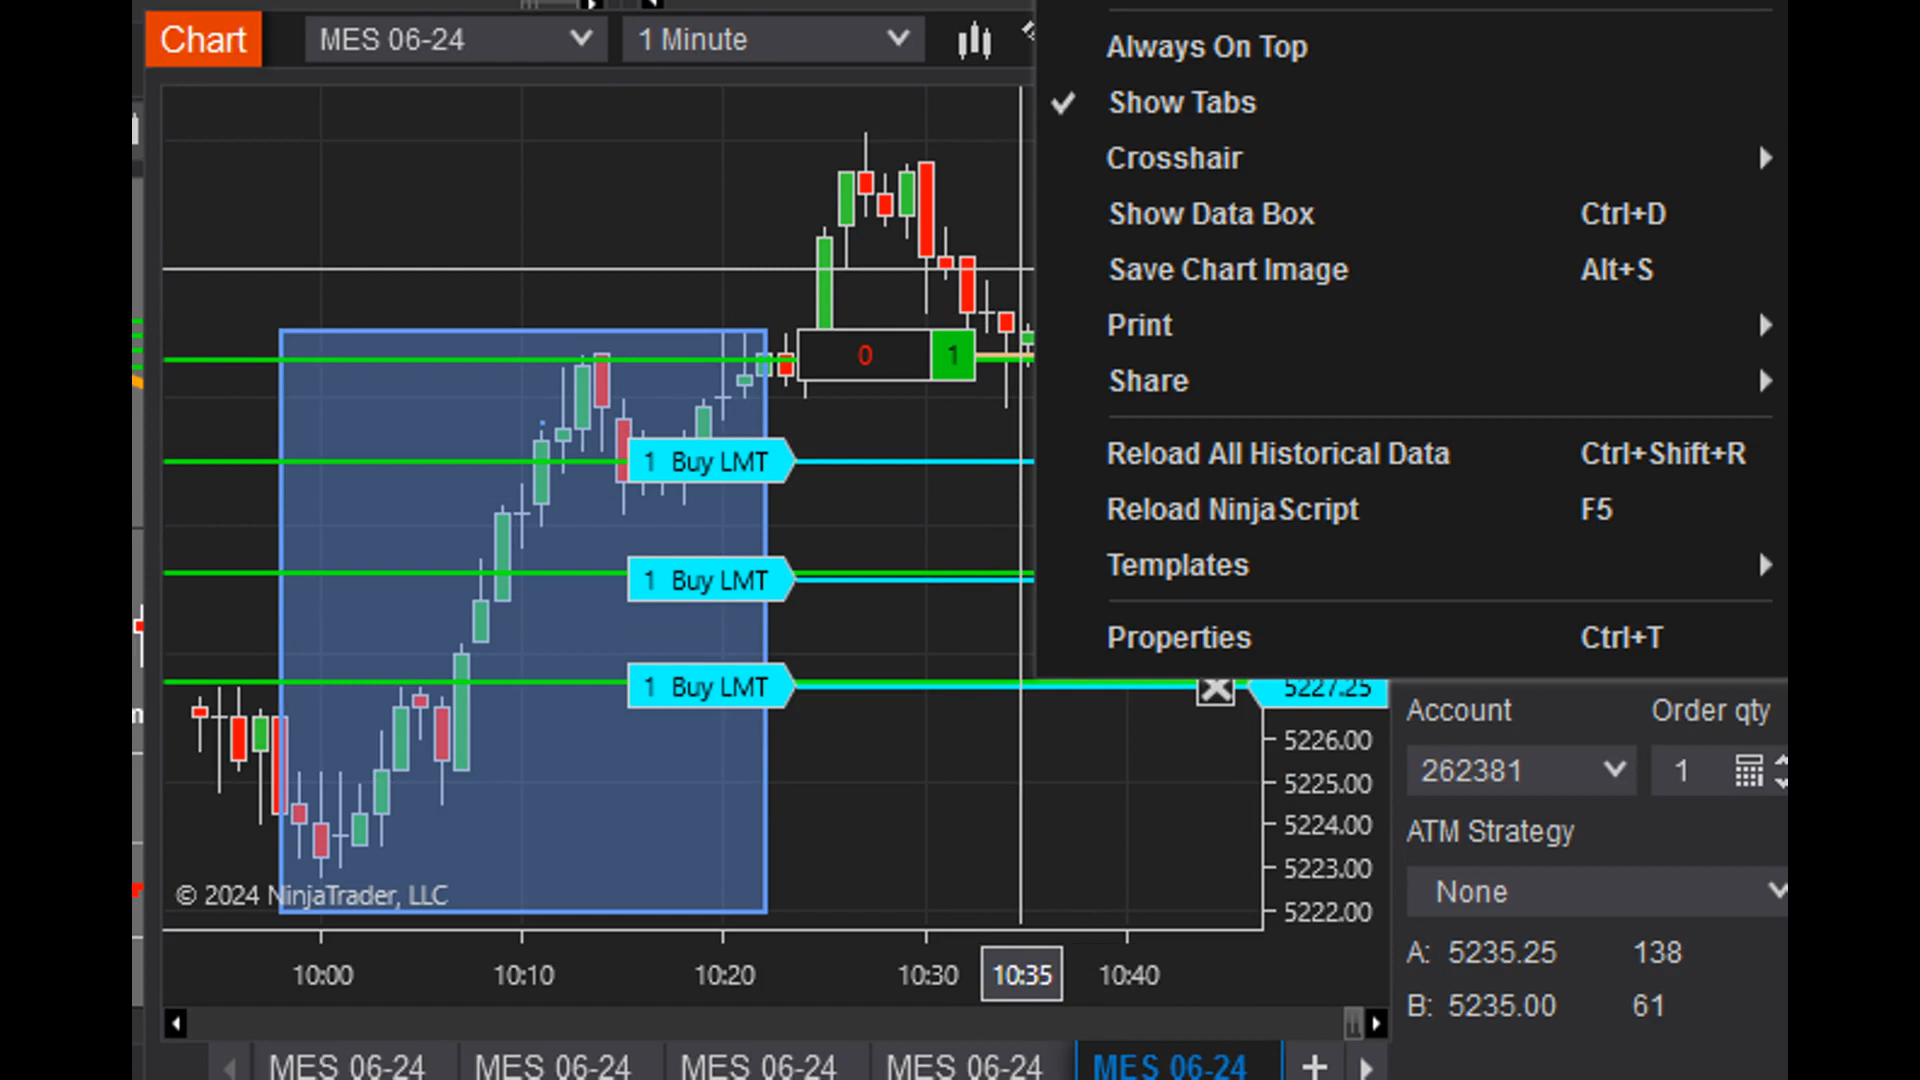 Chart
MES 06-24
1 Minute
Always On Top
Show Tabs
Crosshair
Show Data Box Ctrl+D
Save Chart Image Alt+S
Print
Share
Reload All Historical Data Ctrl+Shift+R
Reload NinjaScript F5
Templates
Properties Ctrl+T
0 1
1 Buy LMT
1 Buy LMT
1 Buy LMT
5227.25
5226.00
5225.00
5224.00
5223.00
5222.00
© 2024 NinjaTrader, LLC
10:00 10:10 10:20 10:30 10:35 10:40
Account Order qty
262381 1
ATM Strategy
None
A: 5235.25 138
B: 5235.00 61
MES 06-24 MES 06-24 MES 06-24 MES 06-24 MES 06-24 +